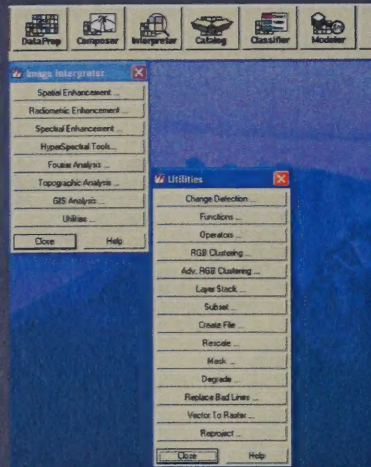 DataPrep Composer Interpreter Catalog Classifier Modeler
Image Interpreter
Spatial Enhancement ...
Radiometric Enhancement ...
Spectral Enhancement ...
HyperSpectral Tools...
Fourier Analysis ...
Topographic Analysis ...
GIS Analysis ...
Utilities ...
Close Help
Utilities
Change Detection ...
Functions ...
Operators ...
RGB Clustering ...
Adv. RGB Clustering ...
Layer Stack ...
Subset ...
Create File ...
Rescale ...
Mask ...
Degrade ...
Replace Bad Lines ...
Vector To Raster ...
Reproject ...
Close Help